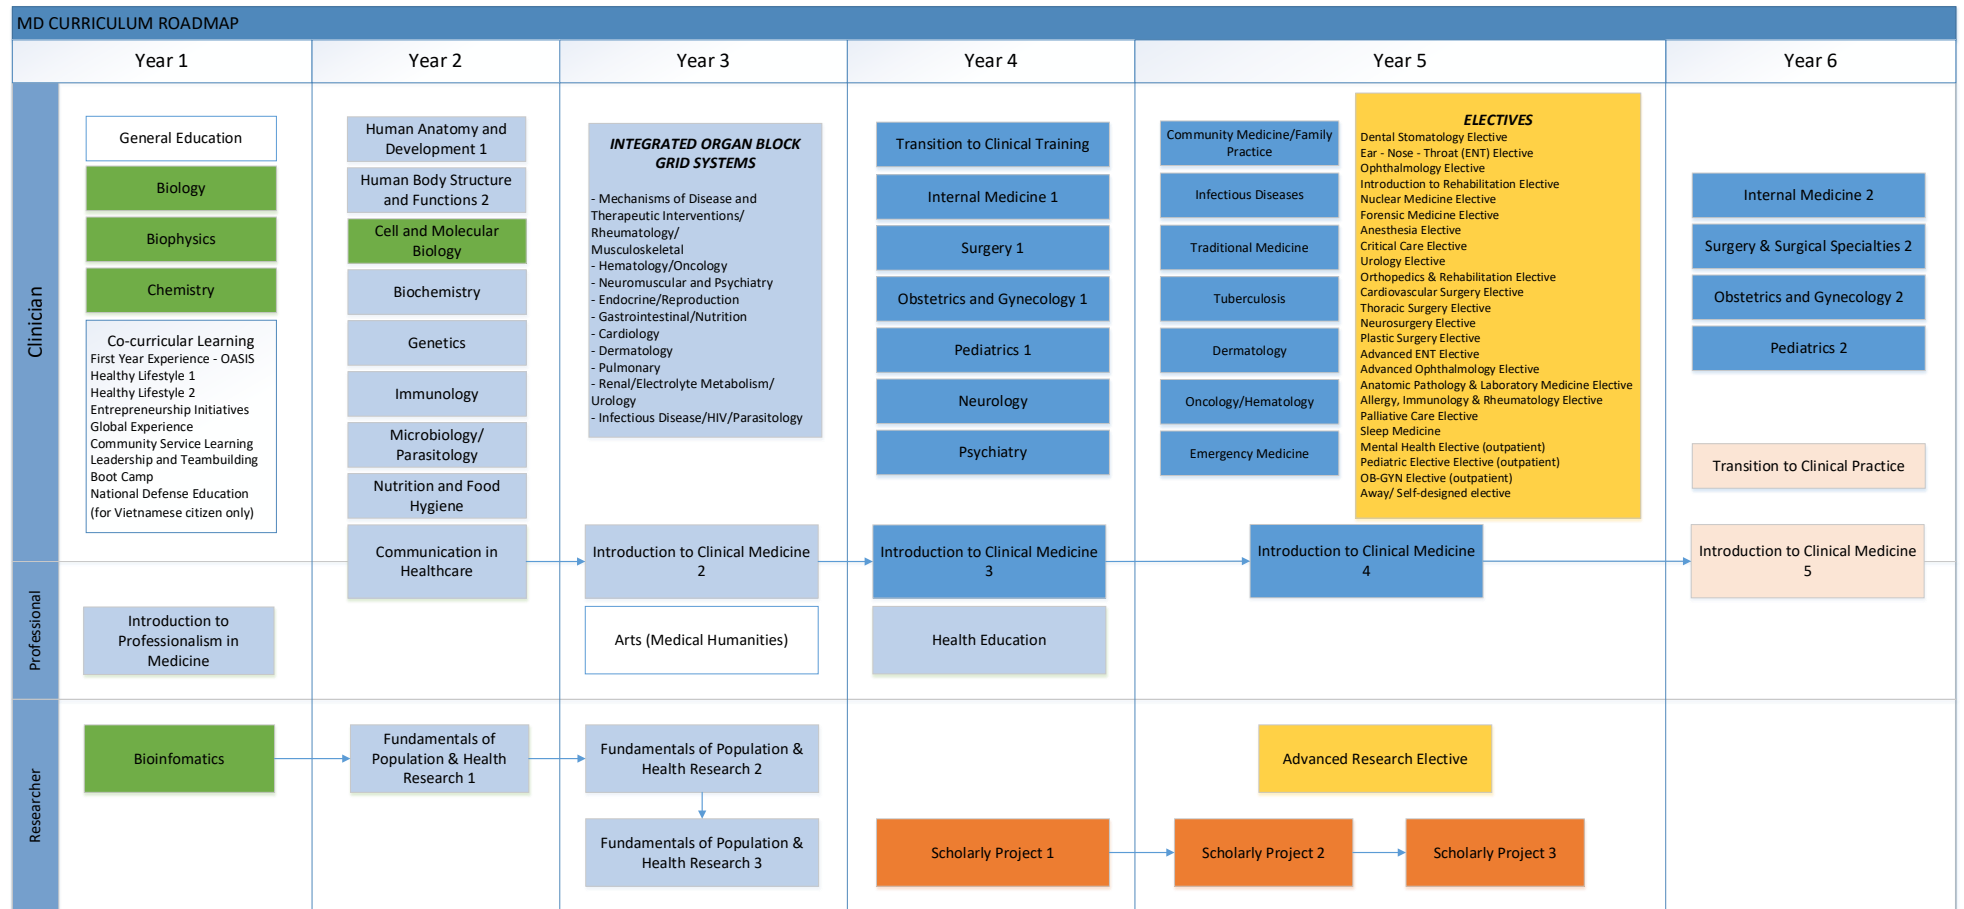 MD CURRICULUM ROADMAP
Year 1
Year 2
Year 3
Year 4
Year 5
Year 6
Clinician
General Education
Biology
Biophysics
Chemistry
Co-curricular Learning
First Year Experience - OASIS
Healthy Lifestyle 1
Healthy Lifestyle 2
Entrepreneurship Initiatives
Global Experience
Community Service Learning
Leadership and Teambuilding
Boot Camp
National Defense Education
(for Vietnamese citizen only)
Human Anatomy and
Development 1
Human Body Structure
and Functions 2
Cell and Molecular
Biology
Biochemistry
Genetics
Immunology
Microbiology/
Parasitology
Nutrition and Food
Hygiene
Communication in
Healthcare
INTEGRATED ORGAN BLOCK
GRID SYSTEMS
- Mechanisms of Disease and
Therapeutic Interventions/
Rheumatology/
Musculoskeletal
- Hematology/Oncology
- Neuromuscular and Psychiatry
- Endocrine/Reproduction
- Gastrointestinal/Nutrition
- Cardiology
- Dermatology
- Pulmonary
- Renal/Electrolyte Metabolism/
Urology
- Infectious Disease/HIV/Parasitology
Introduction to Clinical Medicine
2
Transition to Clinical Training
Internal Medicine 1
Surgery 1
Obstetrics and Gynecology 1
Pediatrics 1
Neurology
Psychiatry
Introduction to Clinical Medicine
3
Community Medicine/Family
Practice
Infectious Diseases
Traditional Medicine
Tuberculosis
Dermatology
Oncology/Hematology
Emergency Medicine
ELECTIVES
Dental Stomatology Elective
Ear - Nose - Throat (ENT) Elective
Ophthalmology Elective
Introduction to Rehabilitation Elective
Nuclear Medicine Elective
Forensic Medicine Elective
Anesthesia Elective
Critical Care Elective
Urology Elective
Orthopedics & Rehabilitation Elective
Cardiovascular Surgery Elective
Thoracic Surgery Elective
Neurosurgery Elective
Plastic Surgery Elective
Advanced ENT Elective
Advanced Ophthalmology Elective
Anatomic Pathology & Laboratory Medicine Elective
Allergy, Immunology & Rheumatology Elective
Palliative Care Elective
Sleep Medicine
Mental Health Elective (outpatient)
Pediatric Elective Elective (outpatient)
OB-GYN Elective (outpatient)
Away/ Self-designed elective
Introduction to Clinical Medicine
4
Internal Medicine 2
Surgery & Surgical Specialties 2
Obstetrics and Gynecology 2
Pediatrics 2
Transition to Clinical Practice
Introduction to Clinical Medicine
5
Professional
Introduction to
Professionalism in
Medicine
Arts (Medical Humanities)
Health Education
Researcher
Bioinfomatics
Fundamentals of
Population & Health
Research 1
Fundamentals of Population &
Health Research 2
Fundamentals of Population &
Health Research 3
Scholarly Project 1
Advanced Research Elective
Scholarly Project 2
Scholarly Project 3